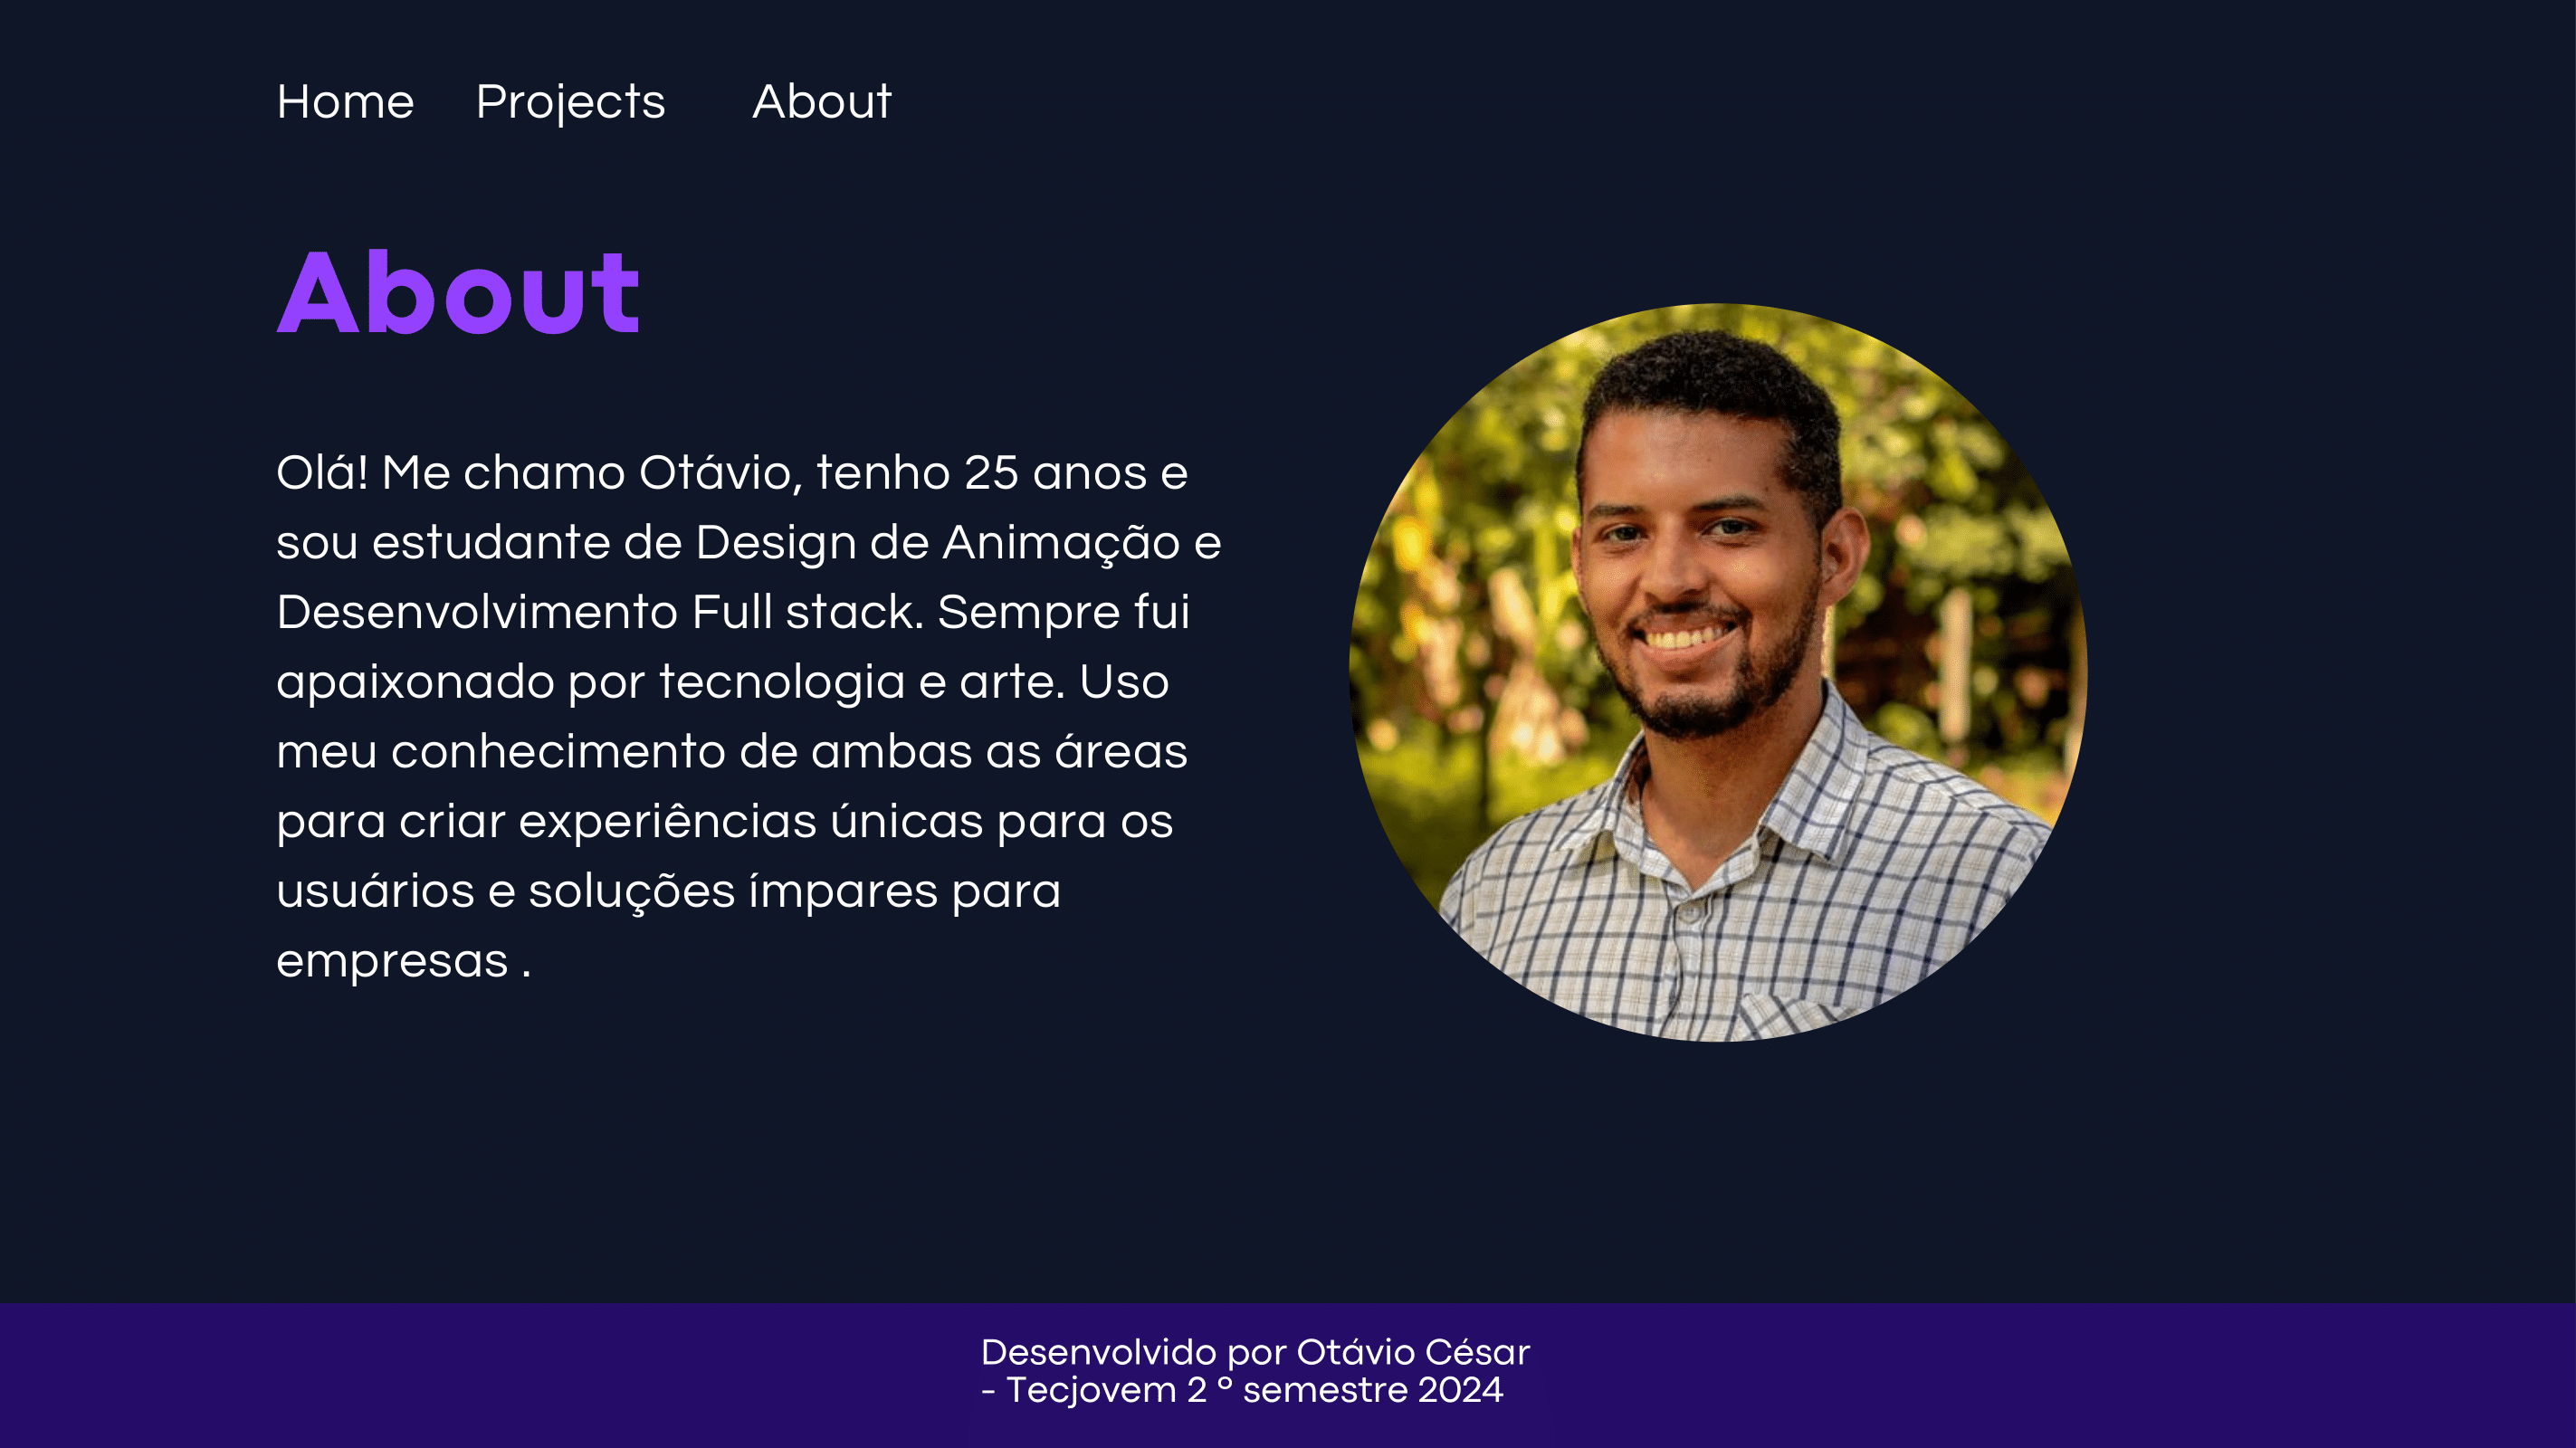 Home Projects About
About
Olá! Me chamo Otávio, tenho 25 anos e
sou estudante de Design de Animação e
Desenvolvimento Full stack. Sempre fui
apaixonado por tecnologia e arte. Uso
meu conhecimento de ambas as áreas
para criar experiências únicas para os
usuários e soluções ímpares para
empresas .
Desenvolvido por Otávio César
- Tecjovem 2 º semestre 2024